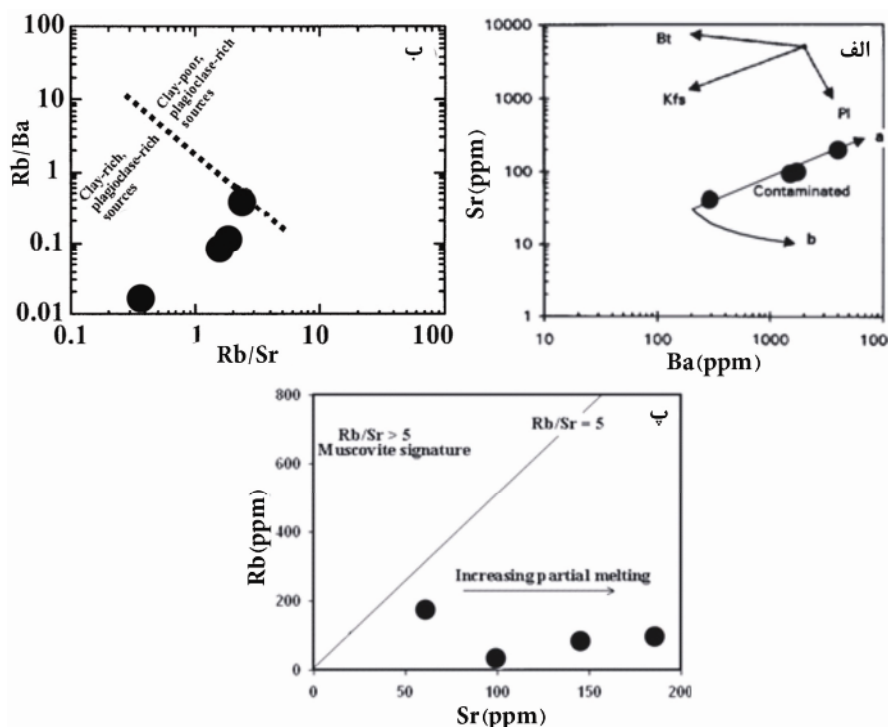 ب
100
10
1
0.1
0.01
Rb/Ba
Clay-poor,
plagioclase-rich
sources
Clay-rich,
plagioclase-rich
sources
0.1 1 10 100
Rb/Sr
الف
10000
1000
100
10
1
Sr(ppm)
Bt
Kfs
Pl
a
Contaminated
b
10 100 1000 100
Ba(ppm)
پ
800
600
400
200
0
Rb(ppm)
Rb/Sr = 5
Rb/Sr > 5
Muscovite signature
Increasing partial melting
0 50 100 150 200
Sr(ppm)